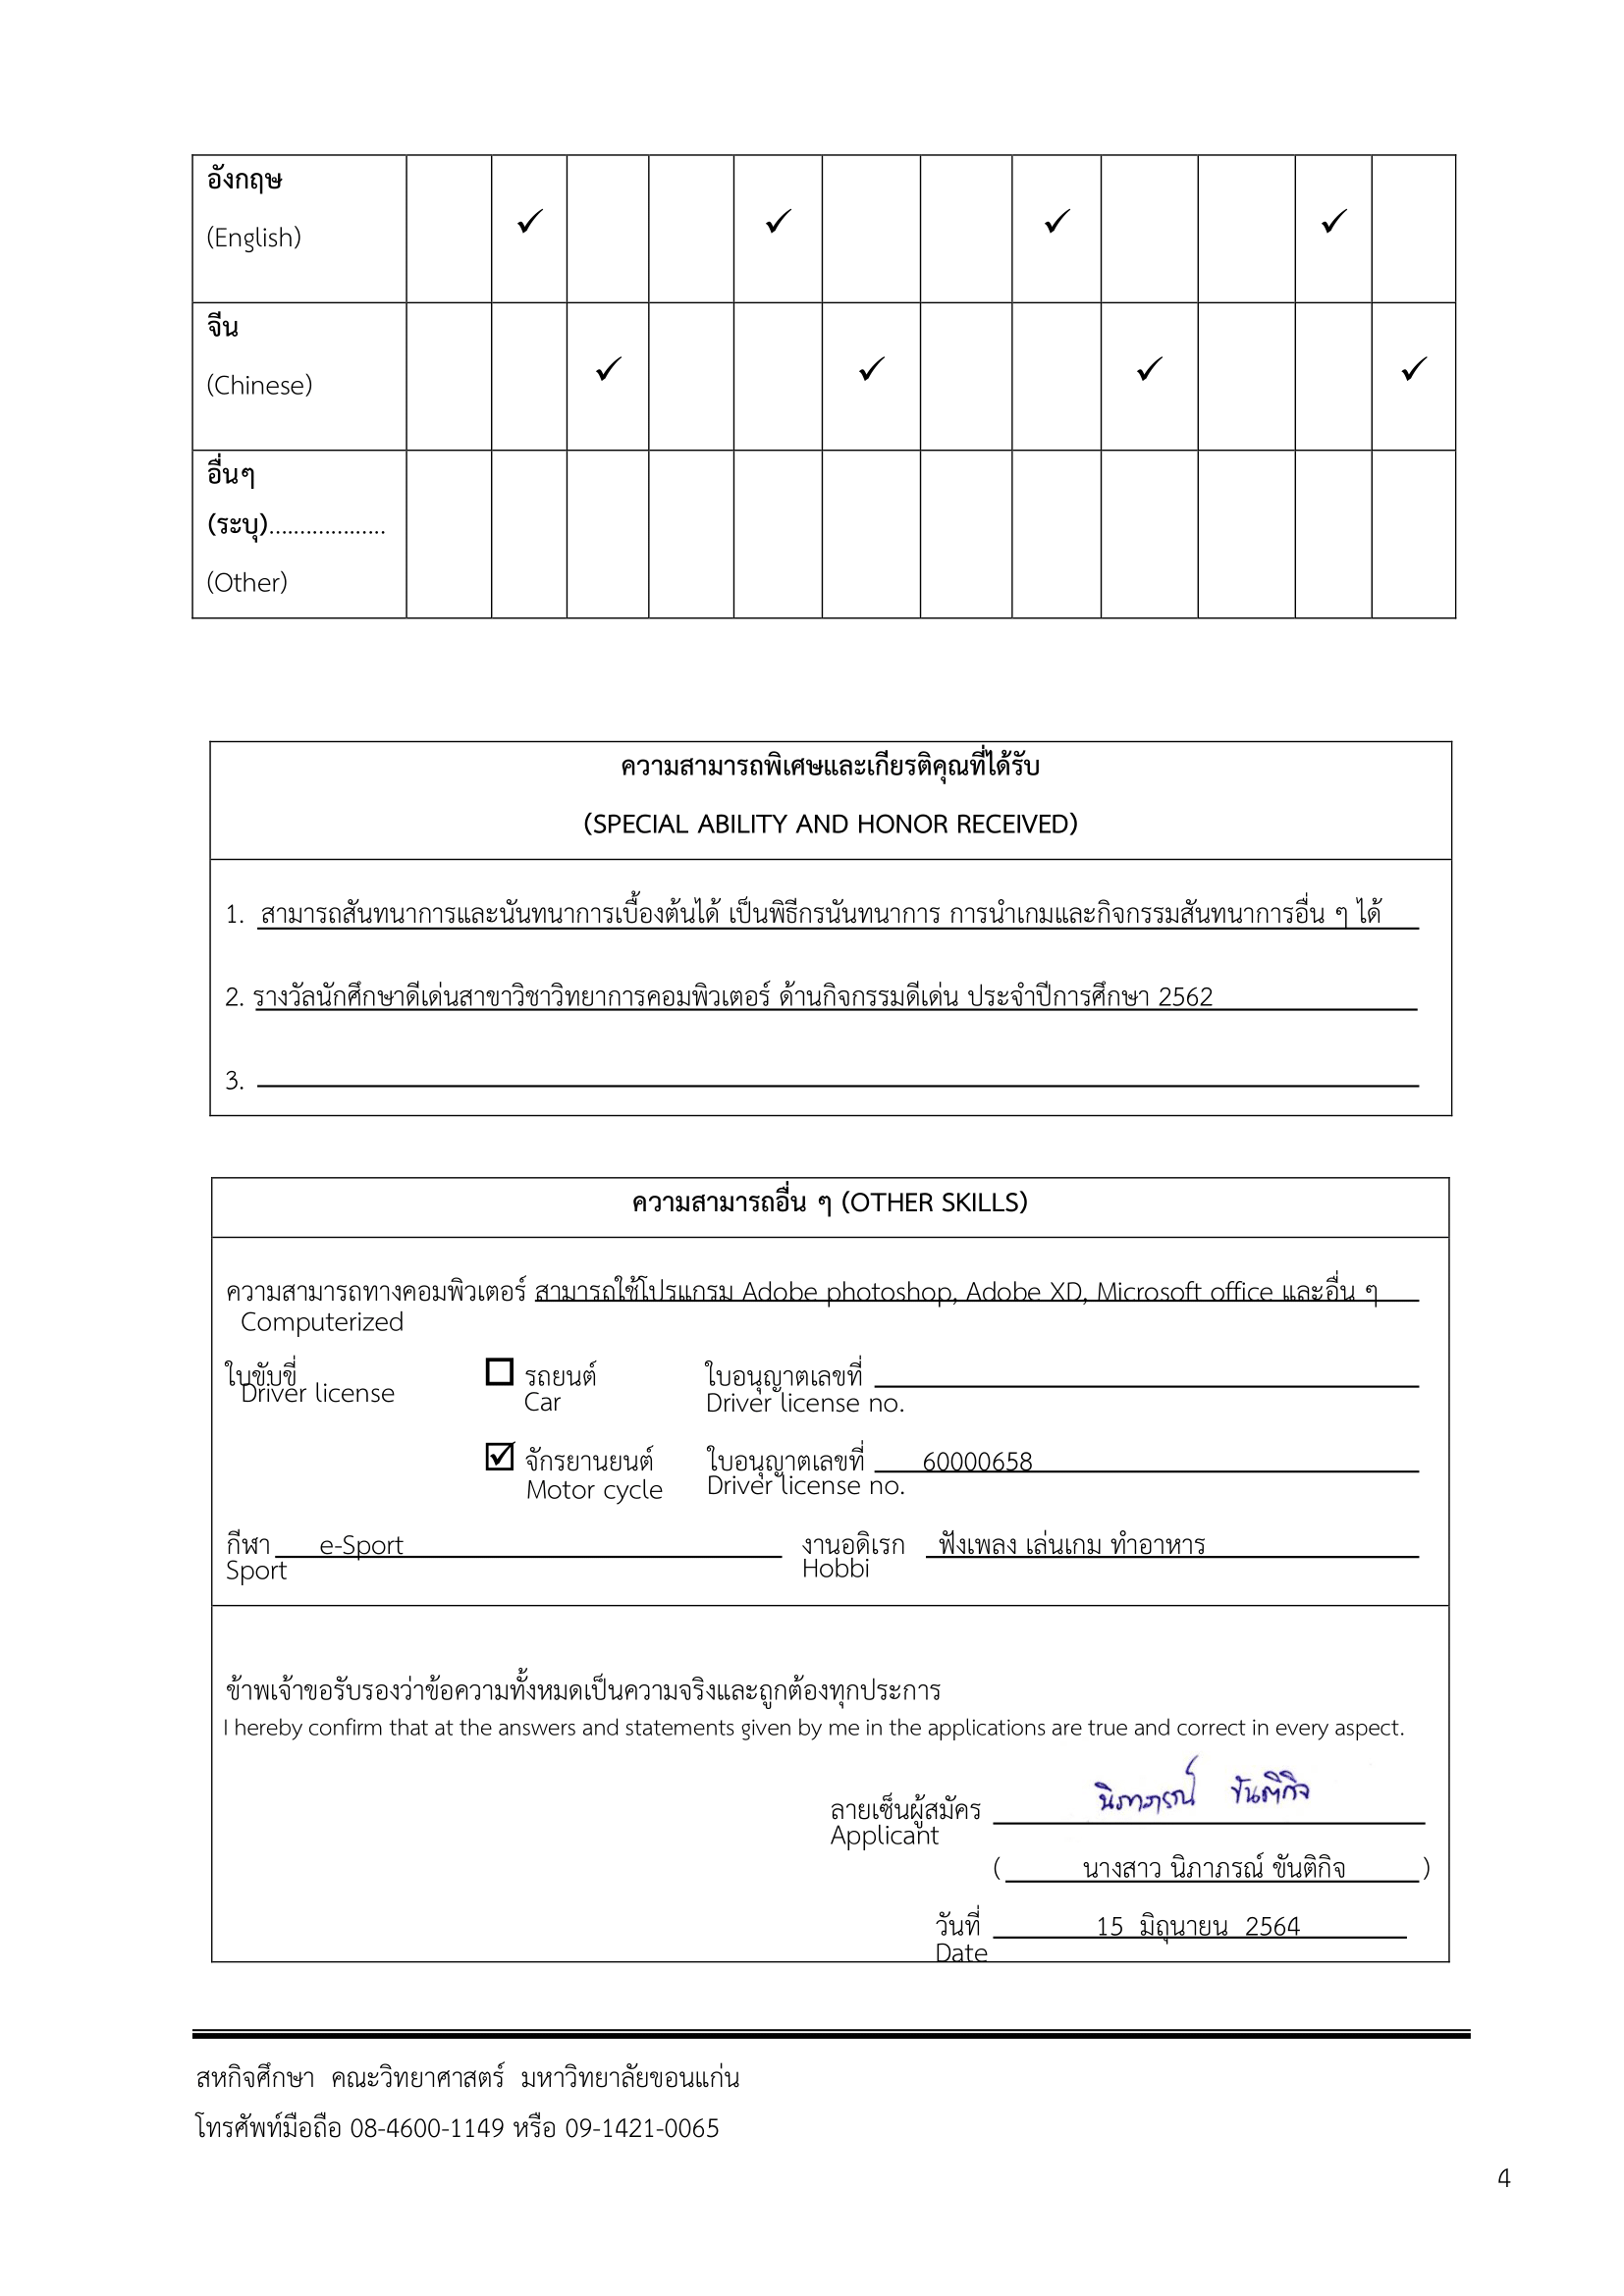 อังกฤษ
(English)
✓ ✓ ✓ ✓
จีน
(Chinese)
✓ ✓ ✓ ✓
อื่นๆ
(ระบุ)...................
(Other)
ความสามารถพิเศษและเกียรติคุณที่ได้รับ
(SPECIAL ABILITY AND HONOR RECEIVED)
1. สามารถสันทนาการและนันทนาการเบื้องต้นได้ เป็นพิธีกรนันทนาการ การนำเกมและกิจกรรมสันทนาการอื่น ๆ ได้
2. รางวัลนักศึกษาดีเด่นสาขาวิชาวิทยาการคอมพิวเตอร์ ด้านกิจกรรมดีเด่น ประจำปีการศึกษา 2562
3.
ความสามารถอื่น ๆ (OTHER SKILLS)
ความสามารถทางคอมพิวเตอร์ สามารถใช้โปรแกรม Adobe photoshop, Adobe XD, Microsoft office และอื่น ๆ
Computerized
ใบขับขี่ ☐ รถยนต์ ใบอนุญาตเลขที่
Driver license Car Driver license no.
☑ จักรยานยนต์ ใบอนุญาตเลขที่ 60000658
Motor cycle Driver license no.
กีฬา e-Sport งานอดิเรก ฟังเพลง เล่นเกม ทำอาหาร
Sport Hobbi
ข้าพเจ้าขอรับรองว่าข้อความทั้งหมดเป็นความจริงและถูกต้องทุกประการ
I hereby confirm that at the answers and statements given by me in the applications are true and correct in every aspect.
ลายเซ็นผู้สมัคร นิภาภรณ์ ขันติกิจ
Applicant
( นางสาว นิภาภรณ์ ขันติกิจ )
วันที่ 15 มิถุนายน 2564
Date
สหกิจศึกษา คณะวิทยาศาสตร์ มหาวิทยาลัยขอนแก่น
โทรศัพท์มือถือ 08-4600-1149 หรือ 09-1421-0065
4